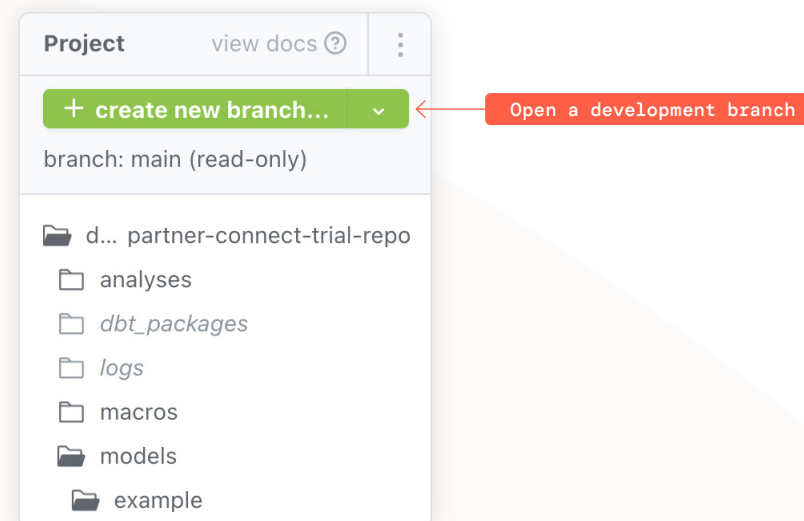 Project view docs
+ create new branch...
Open a development branch
branch: main (read-only)
d... partner-connect-trial-repo
analyses
dbt_packages
logs
macros
models
example